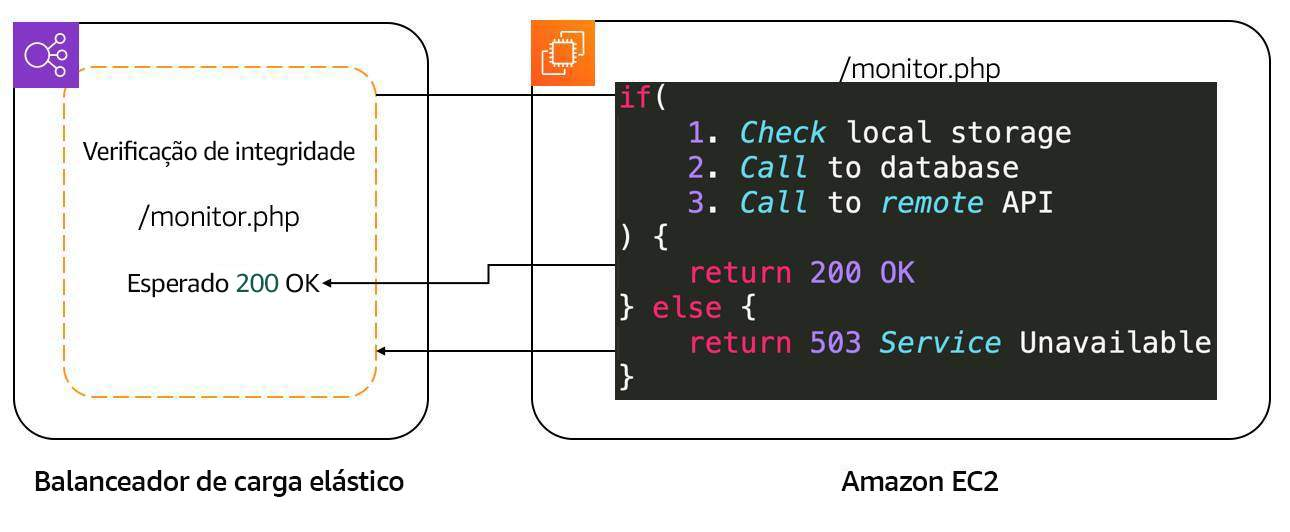 Verificação de integridade
/monitor.php
Esperado 200 OK
Balanceador de carga elástico
/monitor.php
if(
1. Check local storage
2. Call to database
3. Call to remote API
) {
return 200 OK
} else {
return 503 Service Unavailable
}
Amazon EC2